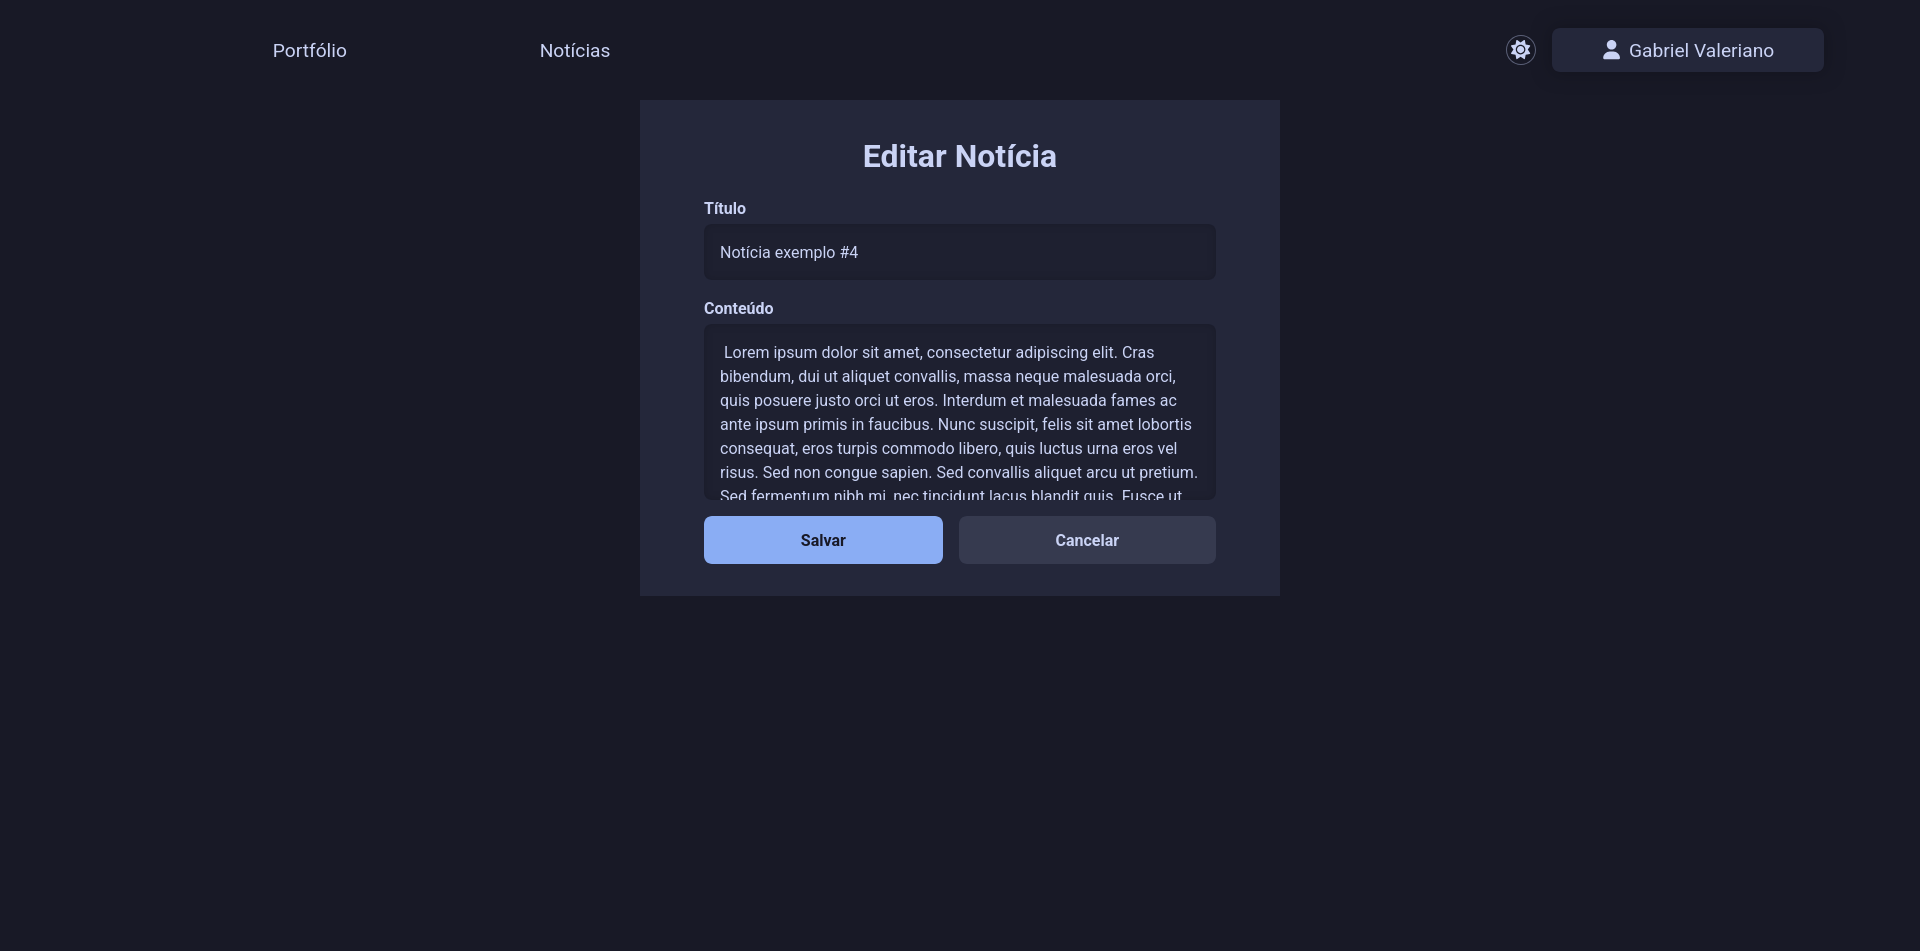 Portfólio
Notícias
Gabriel Valeriano
Editar Notícia
Título
Notícia exemplo #4
Conteúdo
Lorem ipsum dolor sit amet, consectetur adipiscing elit. Cras
bibendum, dui ut aliquet convallis, massa neque malesuada orci,
quis posuere justo orci ut eros. Interdum et malesuada fames ac
ante ipsum primis in faucibus. Nunc suscipit, felis sit amet lobortis
consequat, eros turpis commodo libero, quis luctus urna eros vel
risus. Sed non congue sapien. Sed convallis aliquet arcu ut pretium.
Sed fermentum nibh mi, nec tincidunt lacus blandit quis. Fusce ut
Salvar
Cancelar